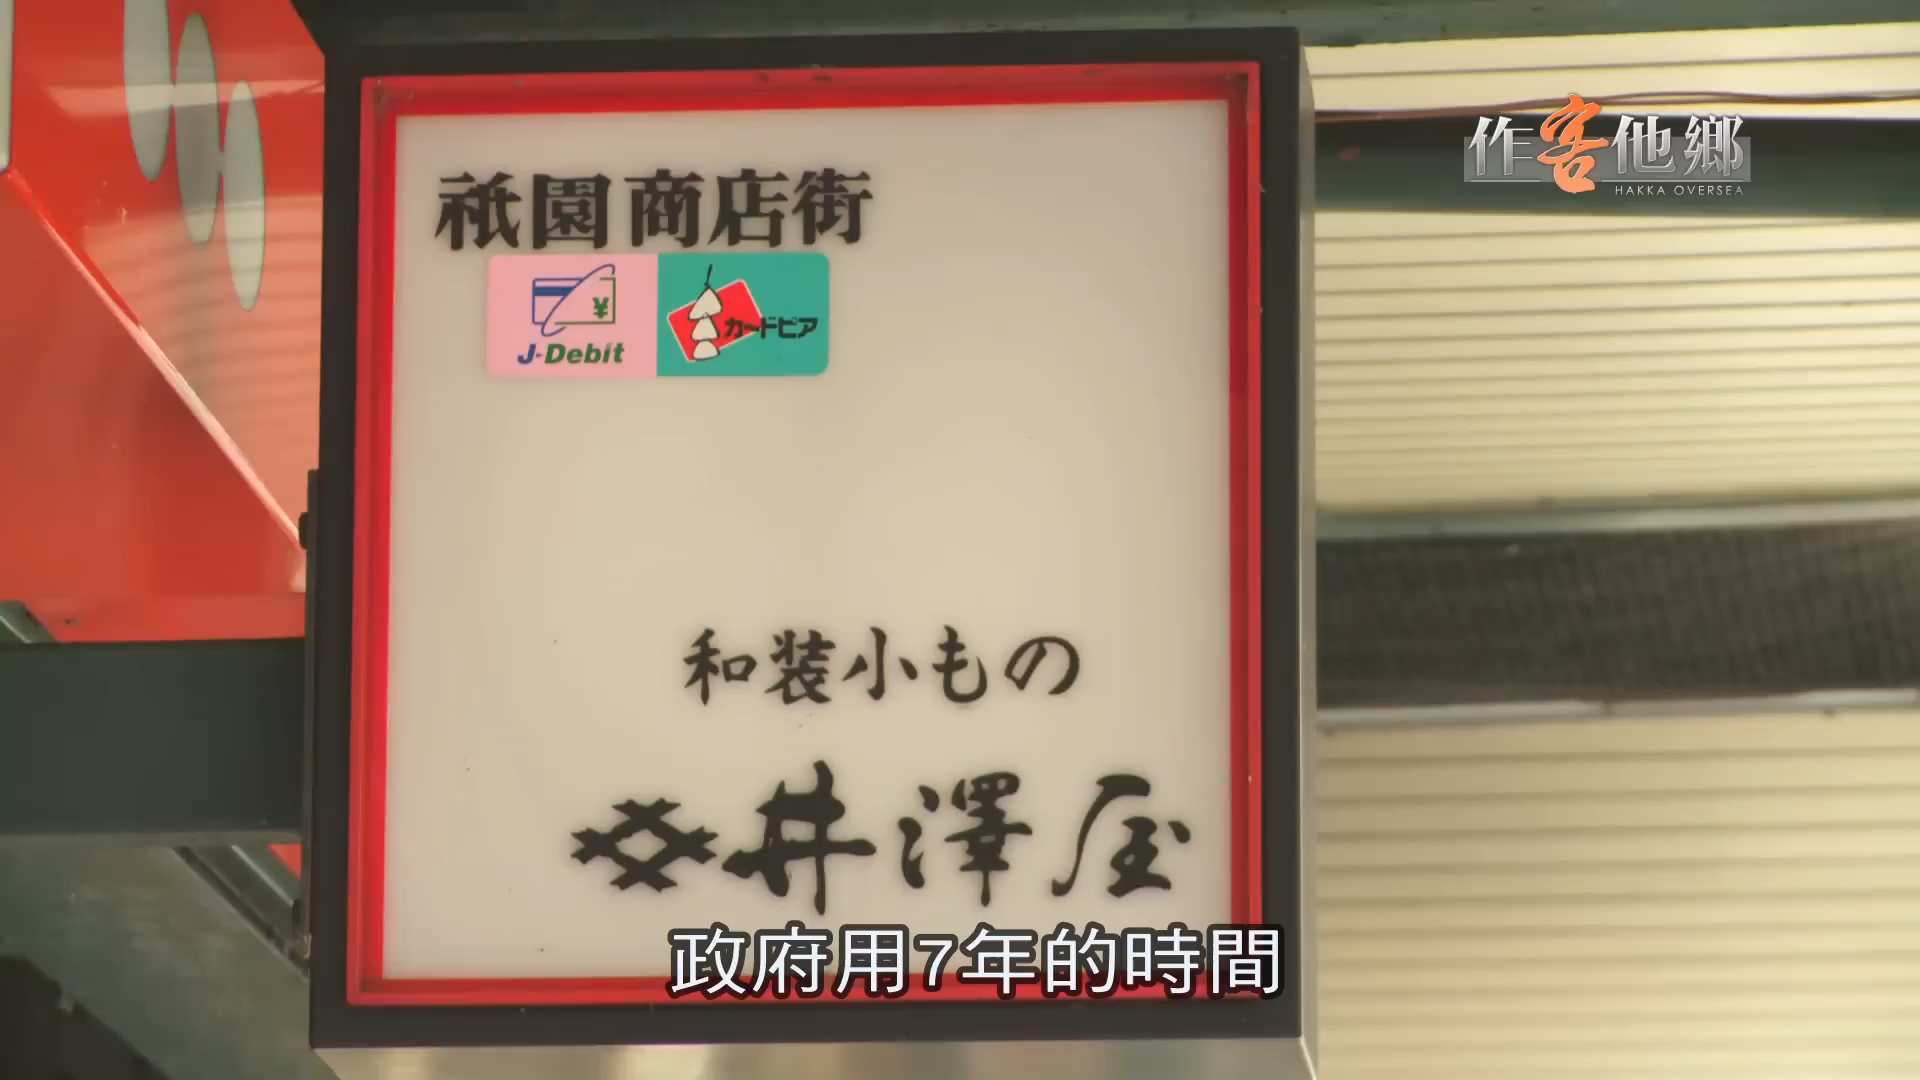 祇園商店街
J-Debit
カードピア
作客他鄉
HAKKA OVERSEA
和装小もの
井澤屋
政府用7年的時間